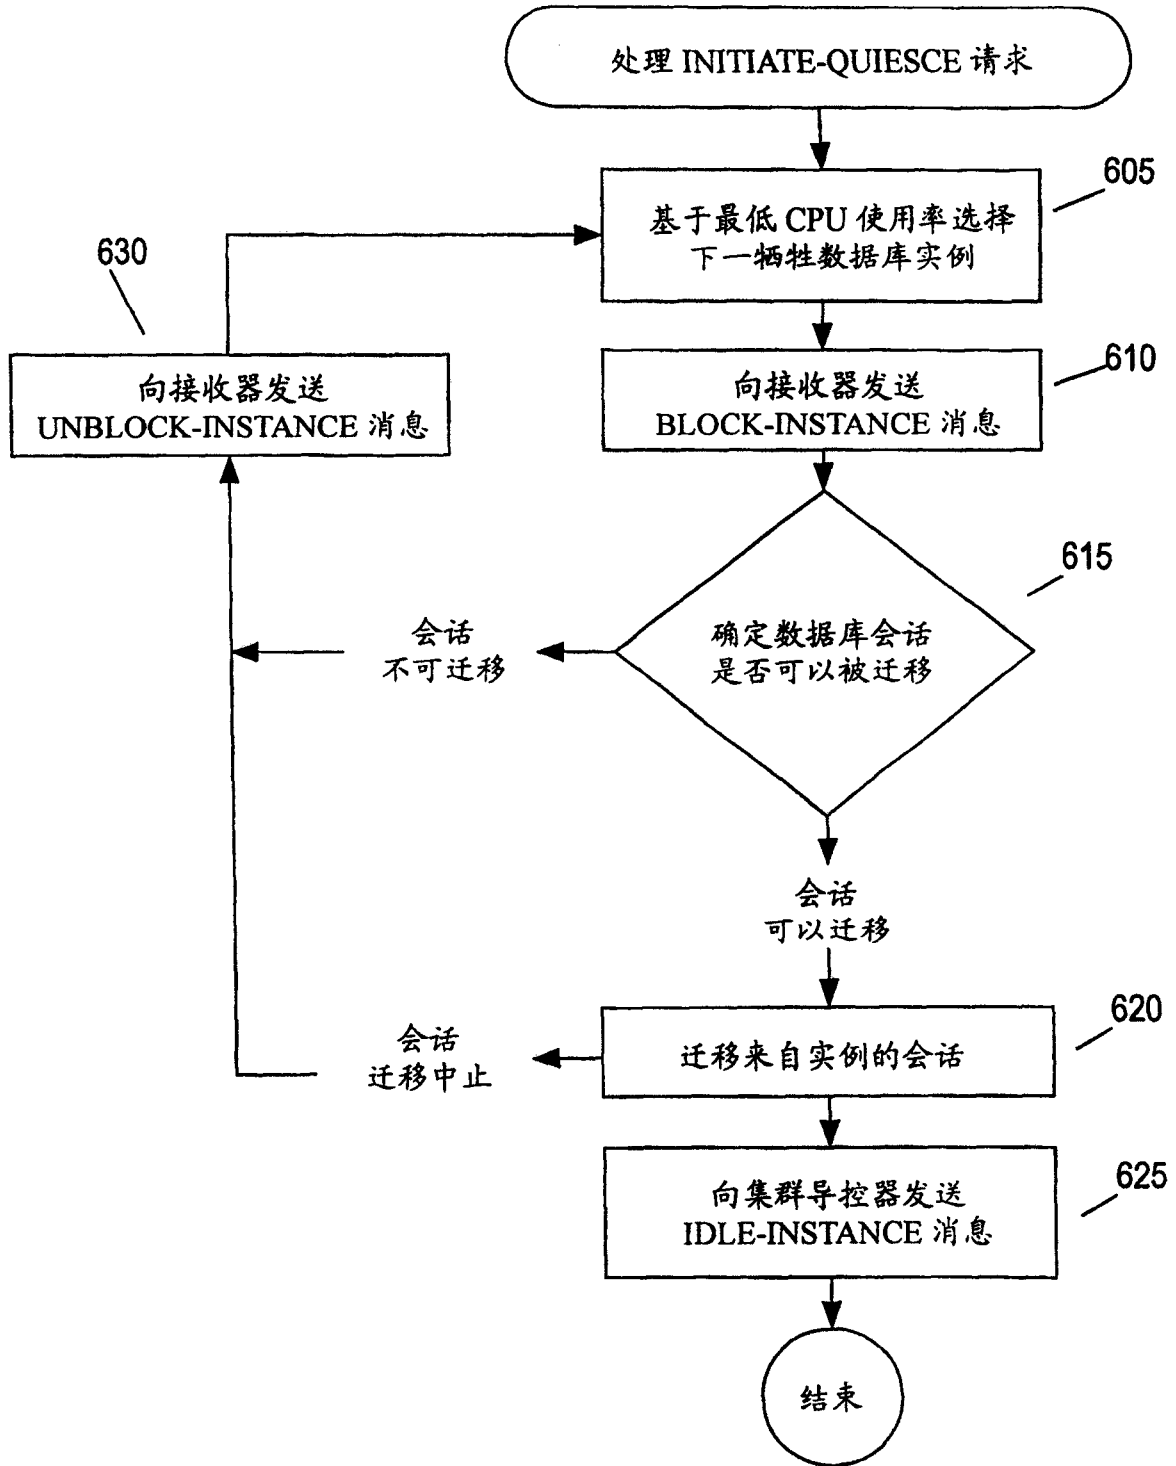 处理 INITIATE-QUIESCE 请求
605
基于最低 CPU 使用率选择
下一牺牲数据库实例
630
向接收器发送
UNBLOCK-INSTANCE 消息
610
向接收器发送
BLOCK-INSTANCE 消息
615
确定数据库会话
是否可以被迁移
会话
不可迁移
会话
可以迁移
620
迁移来自实例的会话
会话
迁移中止
625
向集群导控器发送
IDLE-INSTANCE 消息
结束